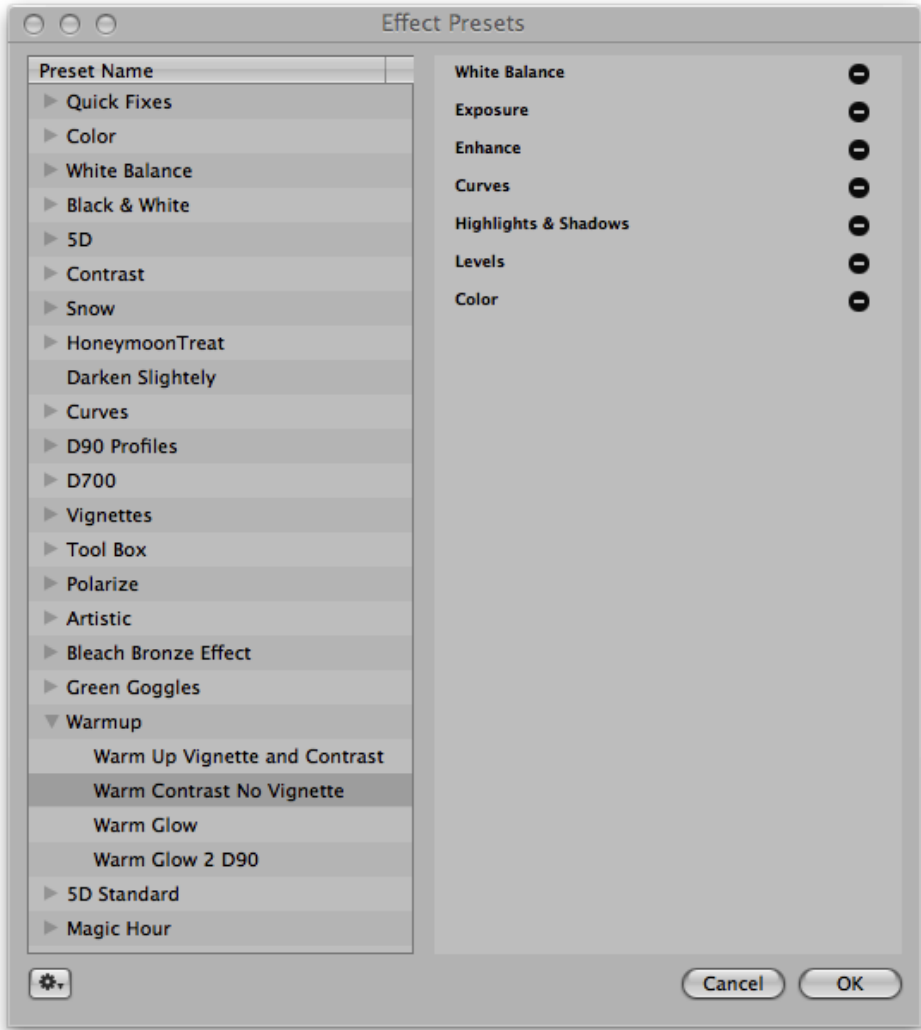 Effect Presets
Preset Name
Quick Fixes
Color
White Balance
Black & White
5D
Contrast
Snow
HoneymoonTreat
Darken Slightely
Curves
D90 Profiles
D700
Vignettes
Tool Box
Polarize
Artistic
Bleach Bronze Effect
Green Goggles
Warmup
Warm Up Vignette and Contrast
Warm Contrast No Vignette
Warm Glow
Warm Glow 2 D90
5D Standard
Magic Hour
White Balance
Exposure
Enhance
Curves
Highlights & Shadows
Levels
Color
Cancel
OK